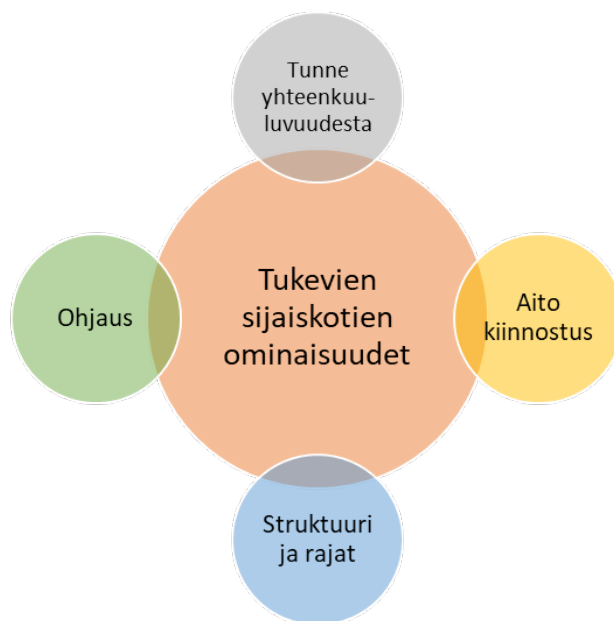 Tunne
yhteenkuu-
luvuudesta
Tukevien
sijaiskotien
ominaisuudet
Ohjaus
Aito
kiinnostus
Struktuuri
ja rajat